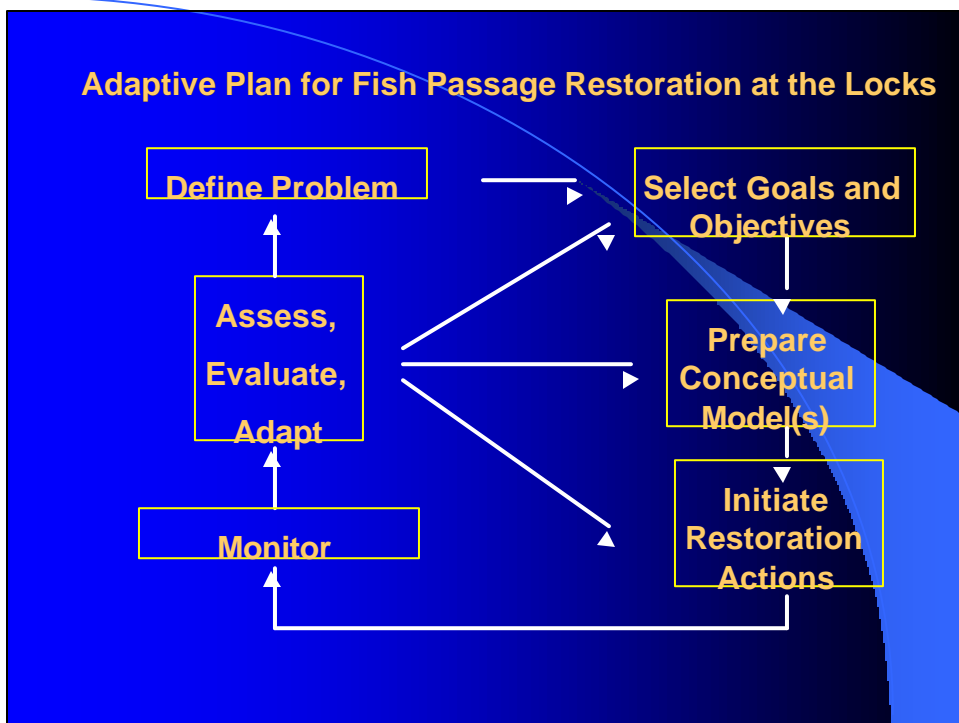 Adaptive Plan for Fish Passage Restoration at the Locks
Define Problem
Select Goals and
Objectives
Assess,
Evaluate,
Adapt
Prepare
Conceptual
Model(s)
Monitor
Initiate
Restoration
Actions